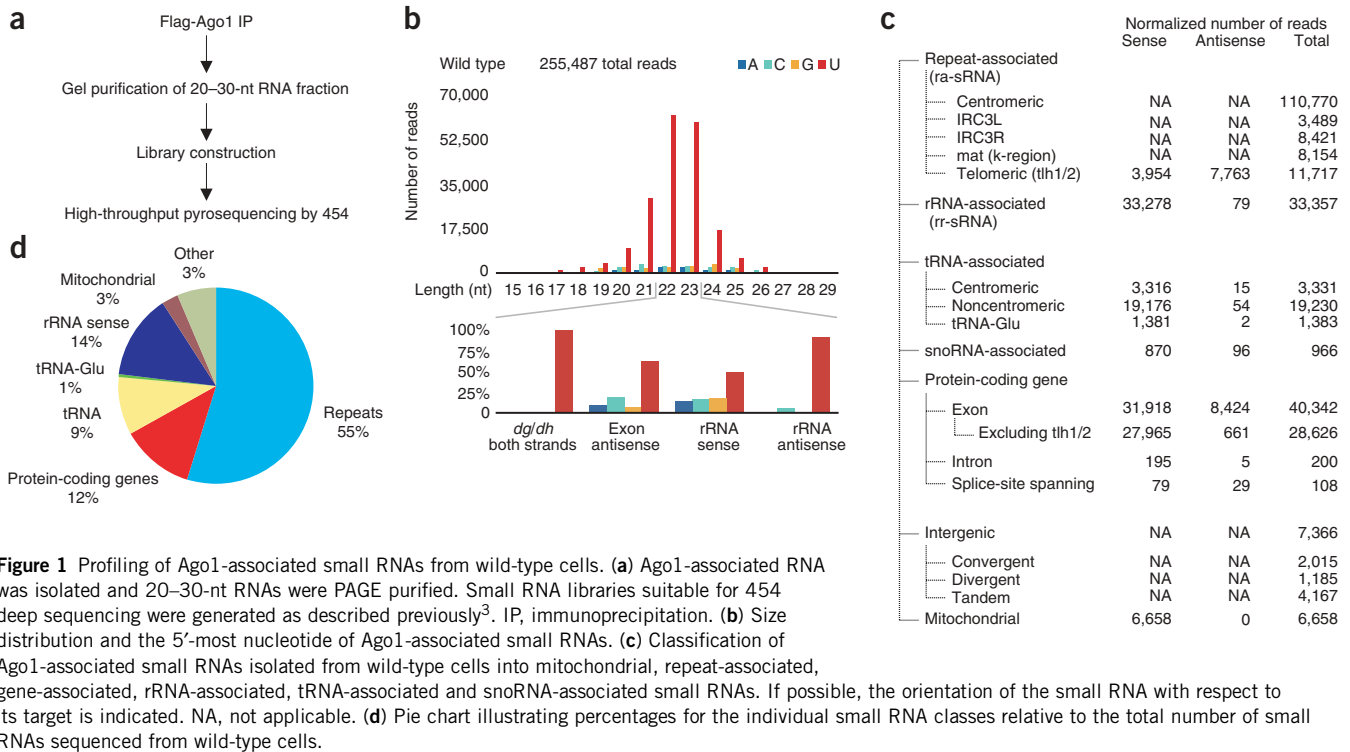 a
Flag-Ago1 IP
Gel purification of 20–30-nt RNA fraction
Library construction
High-throughput pyrosequencing by 454
b
Wild type 255,487 total reads A C G U
Number of reads
70,000
52,500
35,000
17,500
0
Length (nt) 15 16 17 18 19 20 21 22 23 24 25 26 27 28 29
100%
75%
50%
25%
0
dg/dh both strands
Exon antisense
rRNA sense
rRNA antisense
c
Normalized number of reads
Sense Antisense Total
Repeat-associated
(ra-sRNA)
Centromeric NA NA 110,770
IRC3L NA NA 3,489
IRC3R NA NA 8,421
mat (k-region) NA NA 8,154
Telomeric (tlh1/2) 3,954 7,763 11,717
rRNA-associated 33,278 79 33,357
(rr-sRNA)
tRNA-associated
Centromeric 3,316 15 3,331
Noncentromeric 19,176 54 19,230
tRNA-Glu 1,381 2 1,383
snoRNA-associated 870 96 966
Protein-coding gene
Exon 31,918 8,424 40,342
Excluding tlh1/2 27,965 661 28,626
Intron 195 5 200
Splice-site spanning 79 29 108
Intergenic NA NA 7,366
Convergent NA NA 2,015
Divergent NA NA 1,185
Tandem NA NA 4,167
Mitochondrial 6,658 0 6,658
d
Other
3%
Mitochondrial
3%
rRNA sense
14%
tRNA-Glu
1%
tRNA
9%
Protein-coding genes
12%
Repeats
55%
Figure 1 Profiling of Ago1-associated small RNAs from wild-type cells. (a) Ago1-associated RNA
was isolated and 20–30-nt RNAs were PAGE purified. Small RNA libraries suitable for 454
deep sequencing were generated as described previously3. IP, immunoprecipitation. (b) Size
distribution and the 5′-most nucleotide of Ago1-associated small RNAs. (c) Classification of
Ago1-associated small RNAs isolated from wild-type cells into mitochondrial, repeat-associated,
gene-associated, rRNA-associated, tRNA-associated and snoRNA-associated small RNAs. If possible, the orientation of the small RNA with respect to
its target is indicated. NA, not applicable. (d) Pie chart illustrating percentages for the individual small RNA classes relative to the total number of small
RNAs sequenced from wild-type cells.